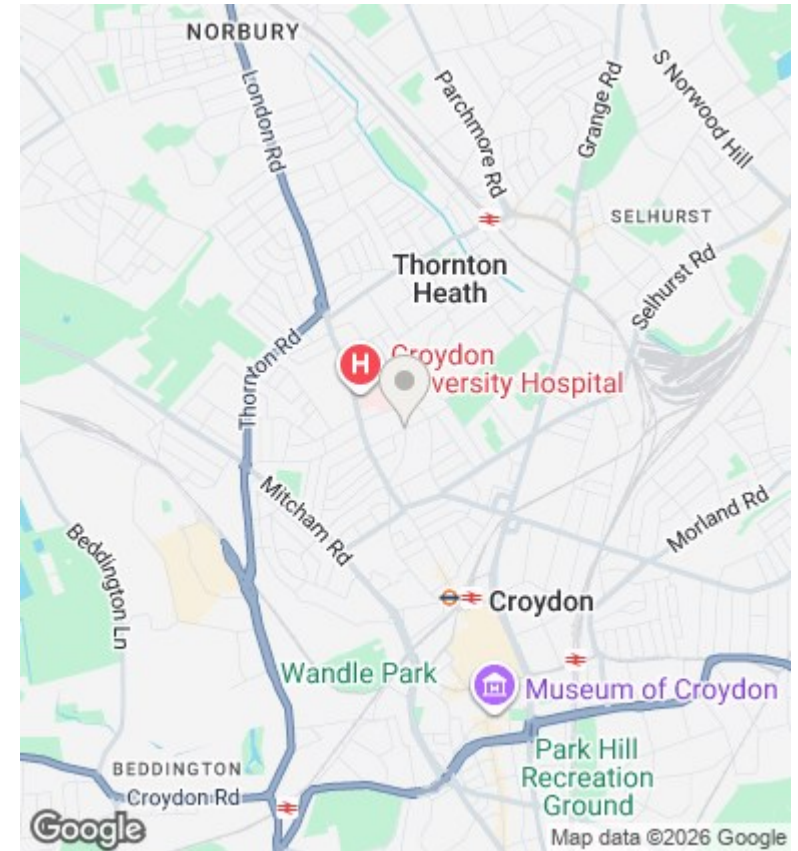 NORBURY
London Rd
Parchmore Rd
Grange Rd
S Norwood Hill
SELHURST
Thornton
Heath
Selhurst Rd
Thornton Rd
H
Croydon
versity Hospital
Mitcham Rd
Morland Rd
Beddington Ln
Croydon
Wandle Park
Museum of Croydon
Park Hill
Recreation
Ground
BEDDINGTON
Croydon Rd
Google
Map data ©2026 Google